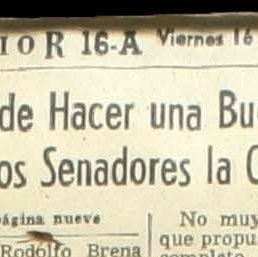 IOR 16-A Viernes 16
de Hacer una Bu
os Senadores la
página nueve
Rodolfo Brena
No muy
que propu
completo